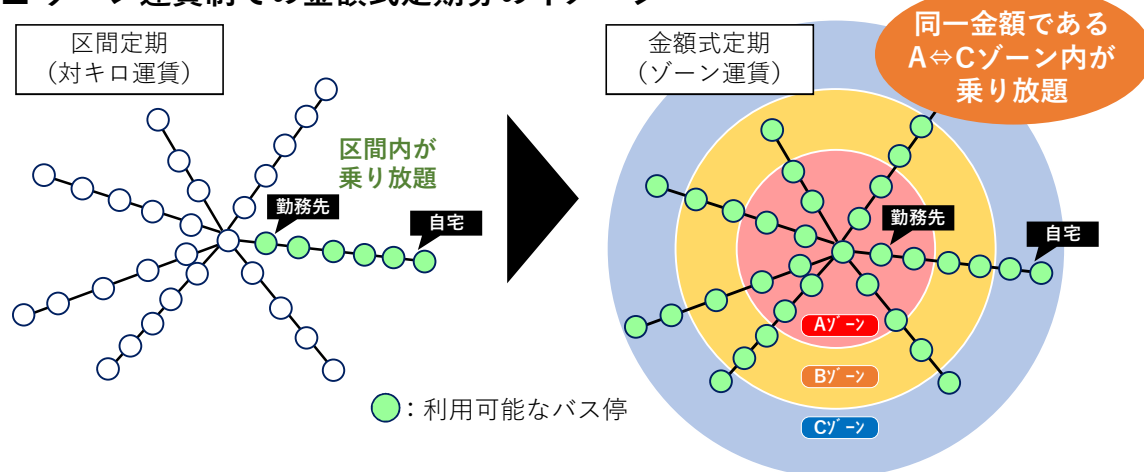 区間定期
（対キロ運賃）
区間内が
乗り放題
勤務先
自宅
金額式定期
（ゾーン運賃）
同一金額である
A⇔Cゾーン内が
乗り放題
勤務先
自宅
Aｿﾞｰﾝ
Bｿﾞｰﾝ
Cｿﾞｰﾝ
：利用可能なバス停